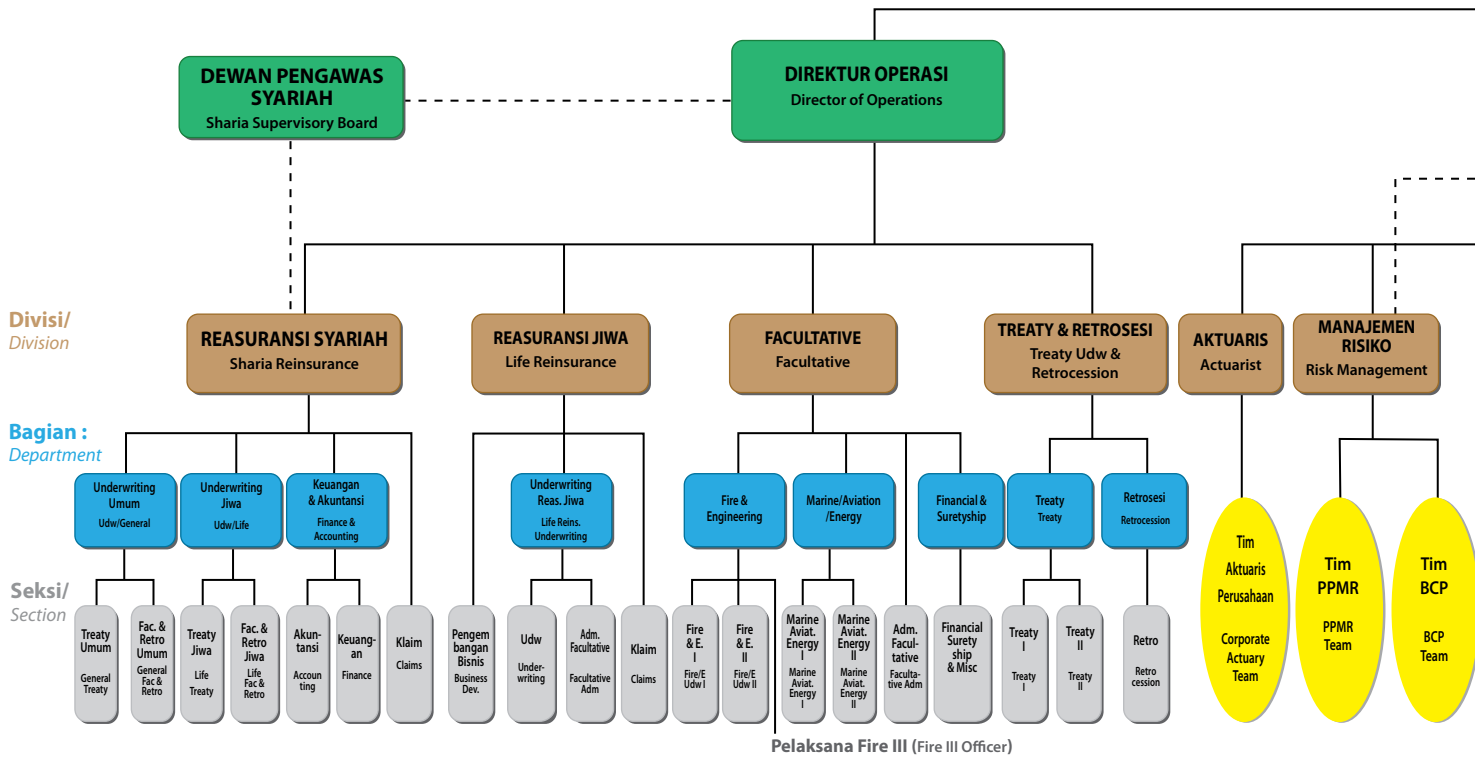 DEWAN PENGAWAS
SYARIAH
Sharia Supervisory Board
DIREKTUR OPERASI
Director of Operations
Divisi/
Division
REASURANSI SYARIAH
Sharia Reinsurance
REASURANSI JIWA
Life Reinsurance
FACULTATIVE
Facultative
TREATY & RETROSESI
Treaty Udw &
Retrocession
AKTUARIS
Actuarist
MANAJEMEN
RISIKO
Risk Management
Bagian :
Department
Underwriting
Umum
Udw/General
Underwriting
Jiwa
Udw/Life
Keuangan
& Akuntansi
Finance &
Accounting
Underwriting
Reas. Jiwa
Life Reins.
Underwriting
Fire &
Engineering
Marine/Aviation
/Energy
Financial &
Suretyship
Treaty
Treaty
Retrosesi
Retrocession
Seksi/
Section
Treaty
Umum
General
Treaty
Fac. &
Retro
Umum
General
Fac &
Retro
Treaty
Jiwa
Life
Treaty
Fac. &
Retro
Jiwa
Life
Fac &
Retro
Akun-
tansi
Accoun
ting
Keuang-
an
Finance
Klaim
Claims
Pengem
bangan
Bisnis
Business
Dev.
Udw
Under-
writing
Adm.
Facultative
Facultative
Adm
Klaim
Claims
Fire
& E.
I
Fire/E
Udw I
Fire
& E.
II
Fire/E
Udw II
Marine
Aviat.
Energy
I
Marine
Aviat.
Energy
I
Marine
Aviat.
Energy
II
Marine
Aviat.
Energy
II
Adm.
Facul-
tative
Faculta-
tive Adm
Financial
Surety
ship
& Misc
Treaty
I
Treaty
I
Treaty
II
Treaty
II
Retro
Retro
cession
Tim
Aktuaris
Perusahaan
Corporate
Actuary
Team
Tim
PPMR
PPMR
Team
Tim
BCP
BCP
Team
Pelaksana Fire III (Fire III Officer)